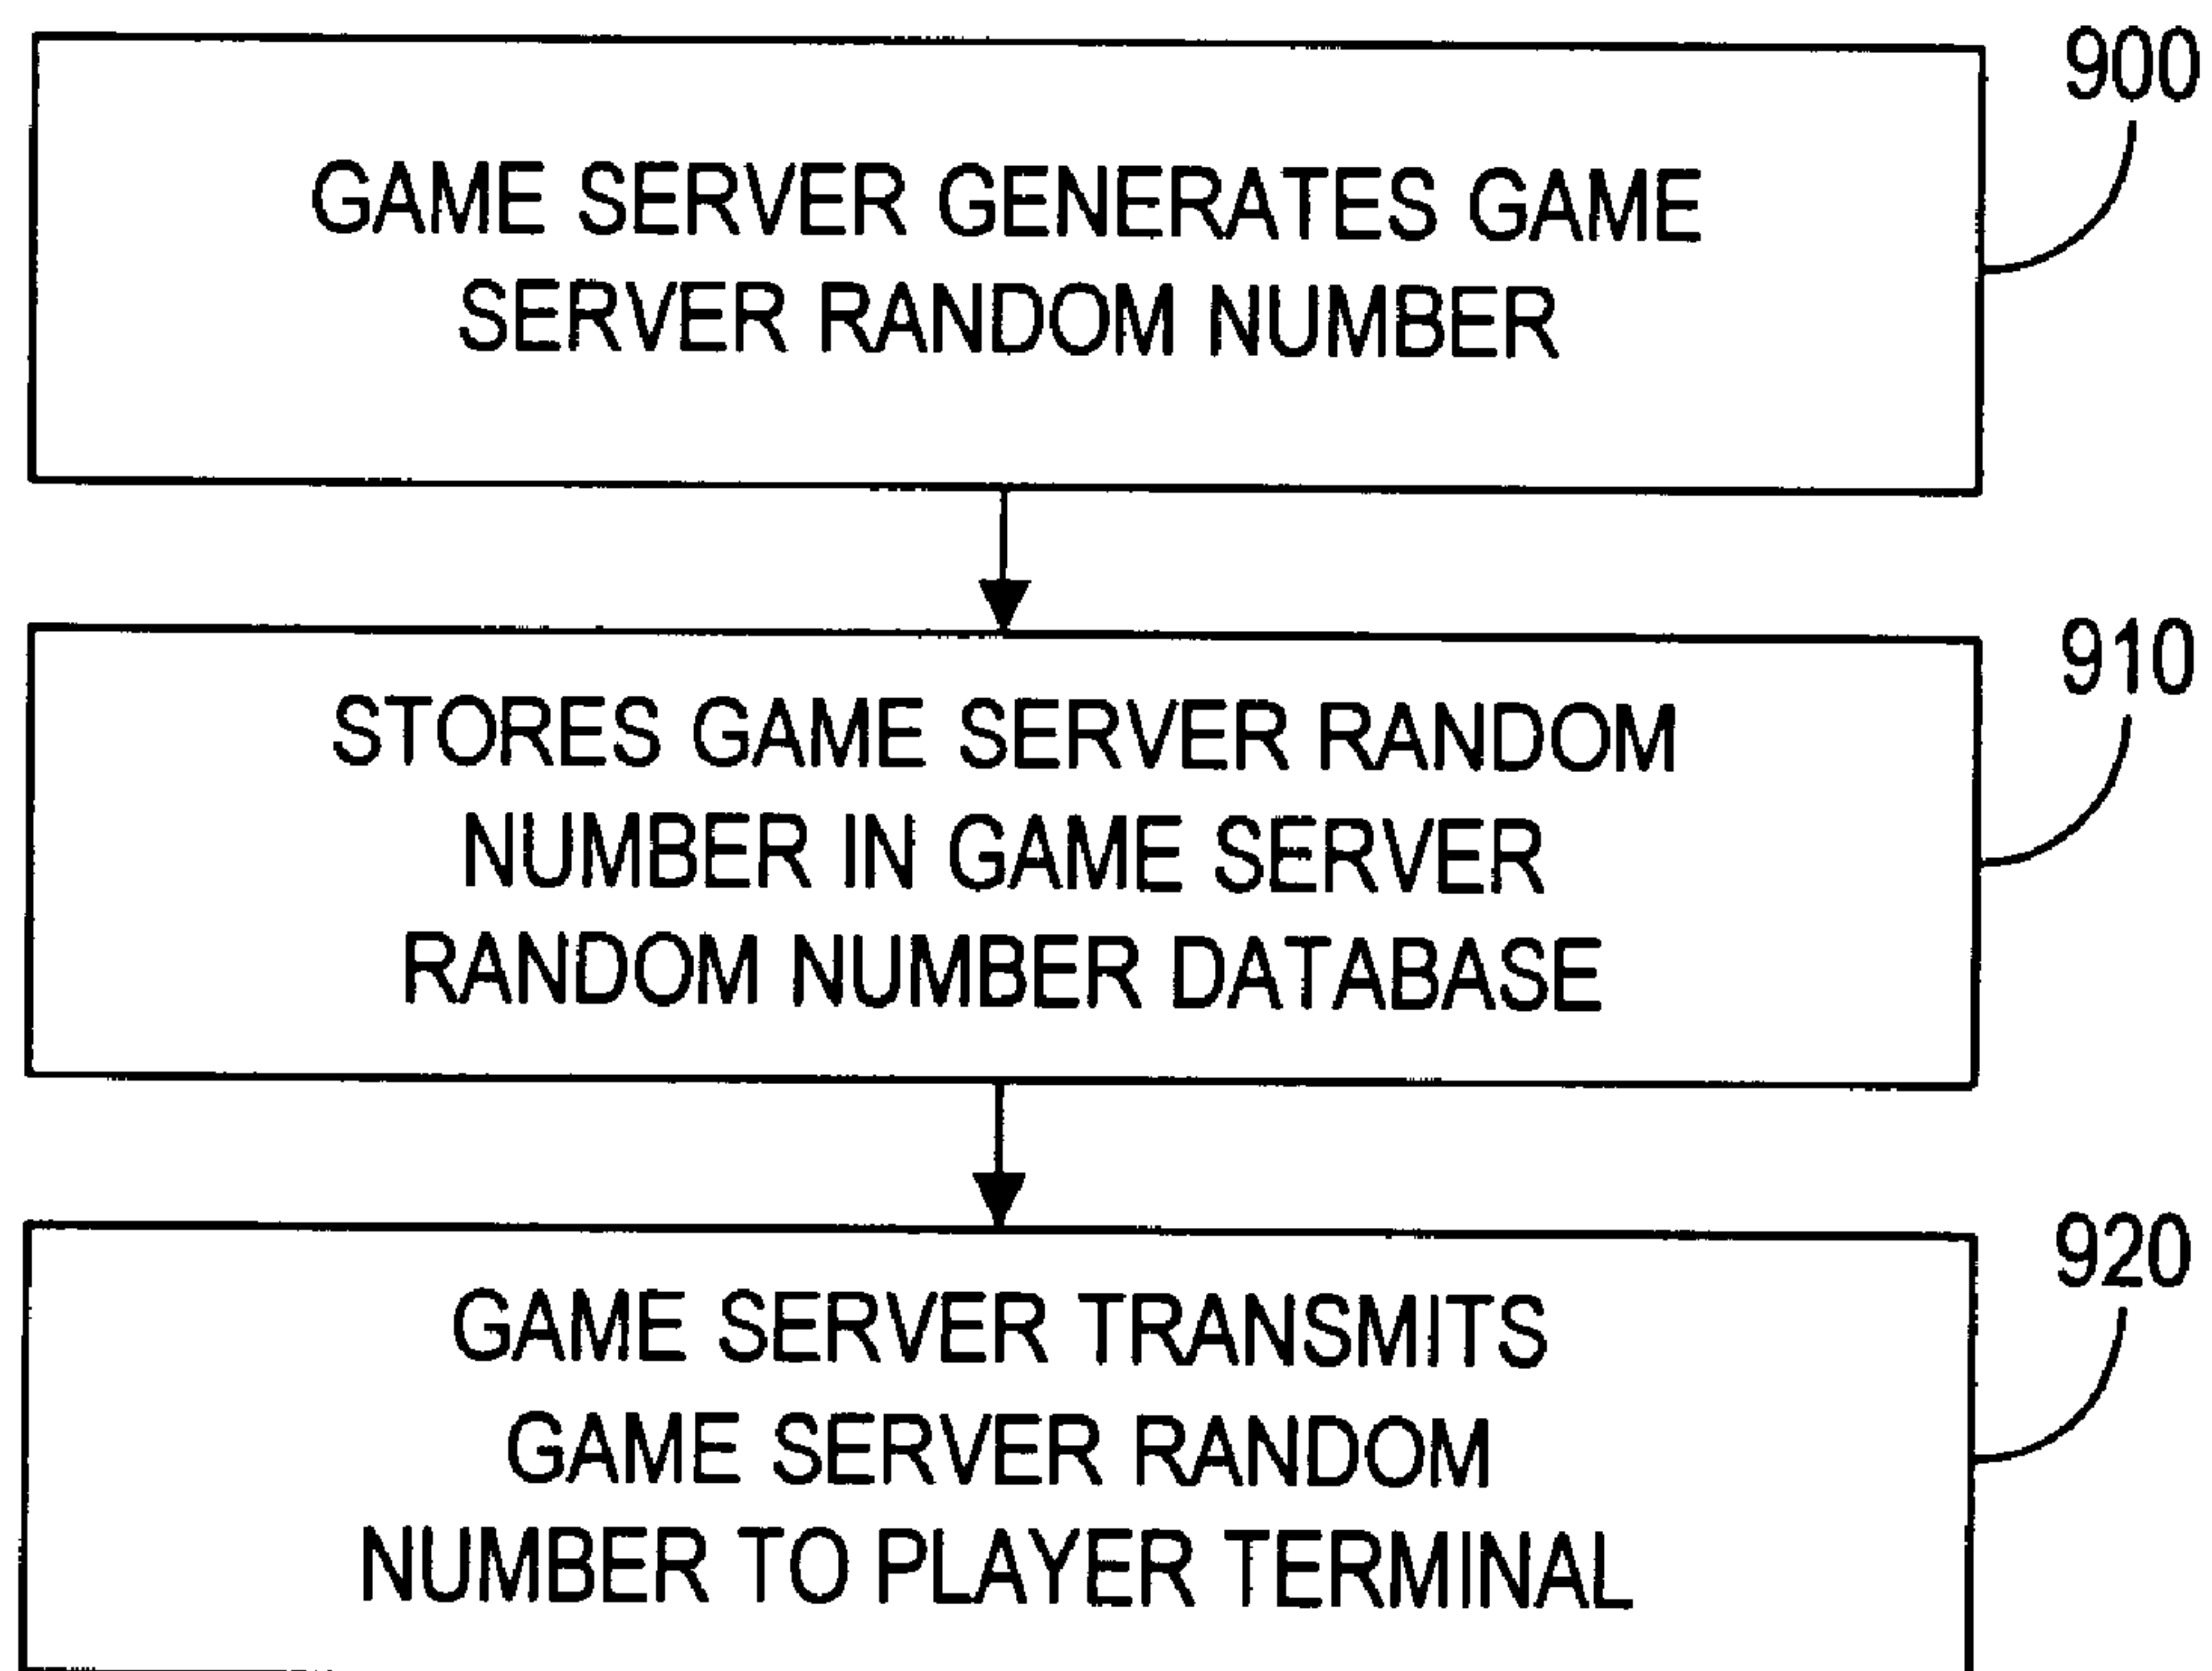 900
GAME SERVER GENERATES GAME
SERVER RANDOM NUMBER
910
STORES GAME SERVER RANDOM
NUMBER IN GAME SERVER
RANDOM NUMBER DATABASE
920
GAME SERVER TRANSMITS
GAME SERVER RANDOM
NUMBER TO PLAYER TERMINAL